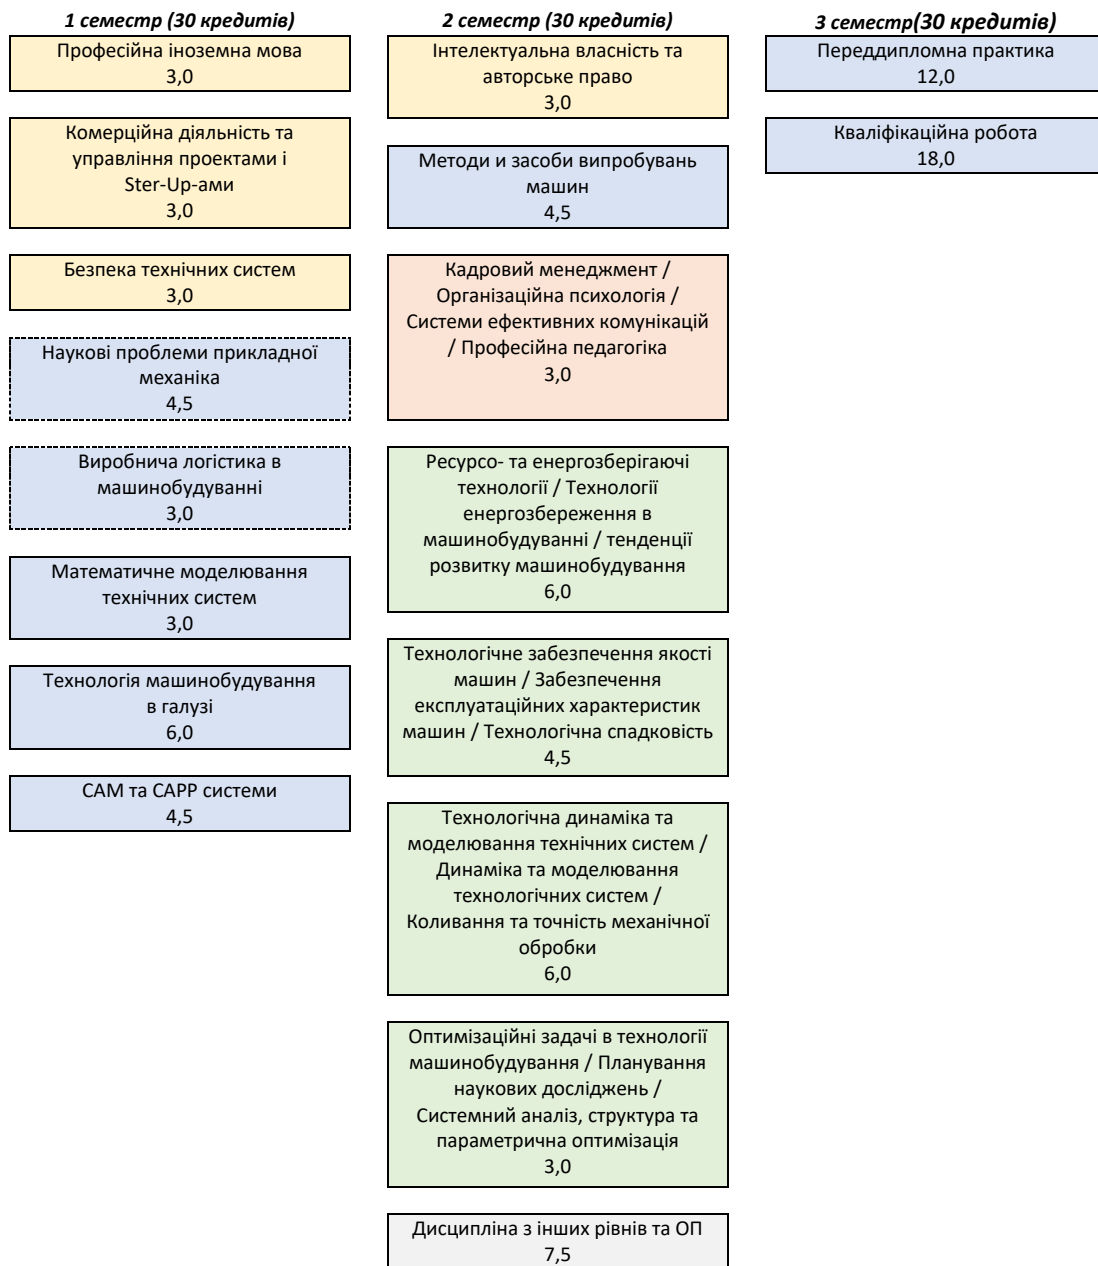 1 семестр (30 кредитів)
Професійна іноземна мова
3,0
Комерційна діяльність та
управління проектами і
Ster-Up-ами
3,0
Безпека технічних систем
3,0
Наукові проблеми прикладної
механіка
4,5
Виробнича логістика в
машинобудуванні
3,0
Математичне моделювання
технічних систем
3,0
Технологія машинобудування
в галузі
6,0
САМ та САРР системи
4,5
2 семестр (30 кредитів)
Інтелектуальна власність та
авторське право
3,0
Методи и засоби випробувань
машин
4,5
Кадровий менеджмент /
Організаційна психологія /
Системи ефективних комунікацій
/ Професійна педагогіка
3,0
Ресурсо- та енергозберігаючі
технології / Технології
енергозбереження в
машинобудуванні / тенденції
розвитку машинобудування
6,0
Технологічне забезпечення якості
машин / Забезпечення
експлуатаційних характеристик
машин / Технологічна спадковість
4,5
Технологічна динаміка та
моделювання технічних систем /
Динаміка та моделювання
технологічних систем /
Коливання та точність механічної
обробки
6,0
Оптимізаційні задачі в технології
машинобудування / Планування
наукових досліджень /
Системний аналіз, структура та
параметрична оптимізація
3,0
Дисципліна з інших рівнів та ОП
7,5
3 семестр(30 кредитів)
Переддипломна практика
12,0
Кваліфікаційна робота
18,0